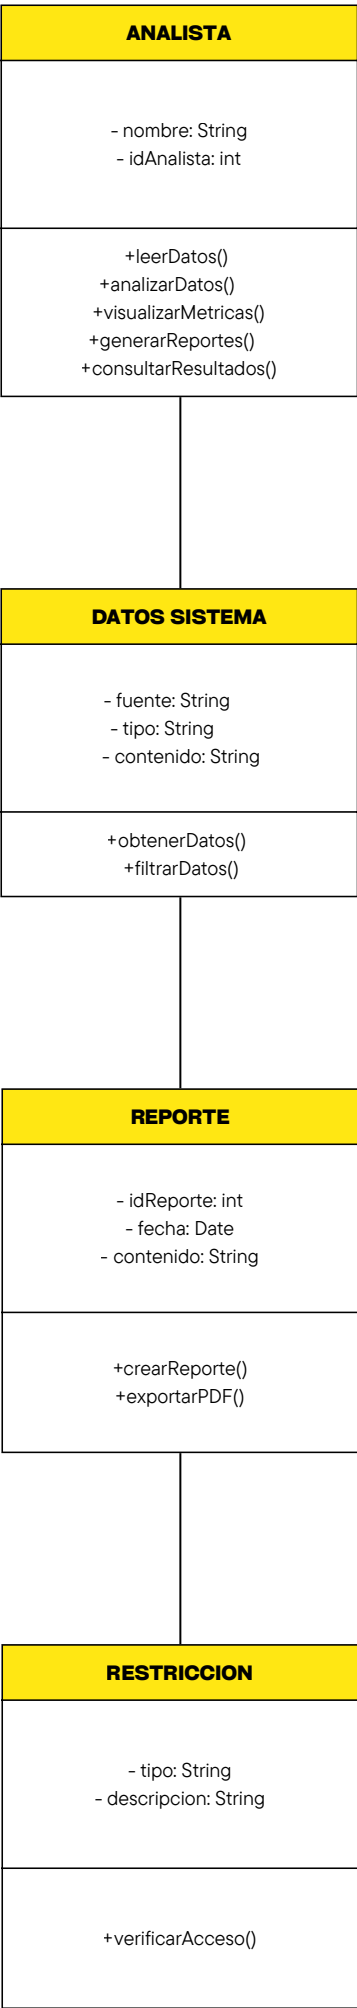 ANALISTA
- nombre: String
- idAnalista: int
+leerDatos()
+analizarDatos()
+visualizarMetricas()
+generarReportes()
+consultarResultados()
DATOS SISTEMA
- fuente: String
- tipo: String
- contenido: String
+obtenerDatos()
+filtrarDatos()
REPORTE
- idReporte: int
- fecha: Date
- contenido: String
+crearReporte()
+exportarPDF()
RESTRICCION
- tipo: String
- descripcion: String
+verificarAcceso()